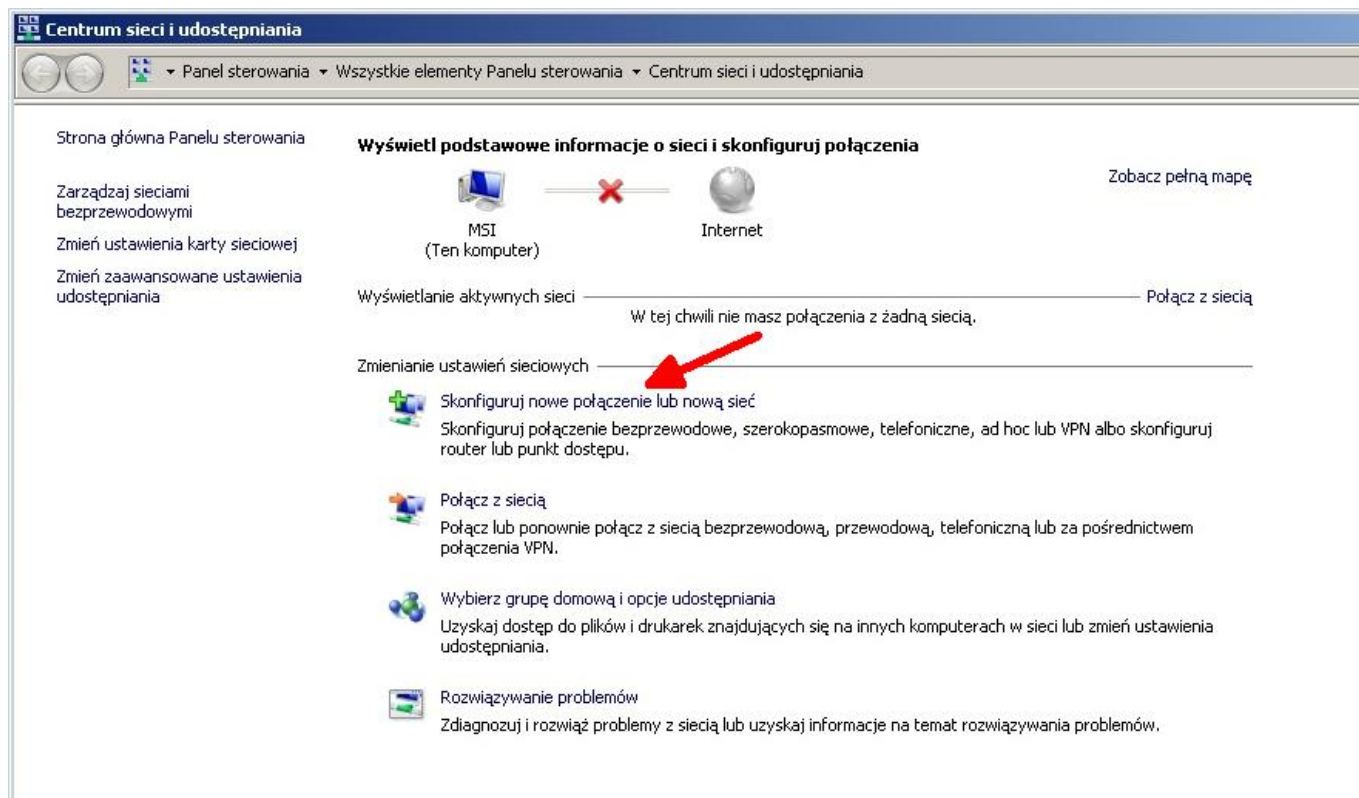 Centrum sieci i udostępniania
Panel sterowania Wszystkie elementy Panelu sterowania Centrum sieci i udostępniania
Strona główna Panelu sterowania
Zarządzaj sieciami
bezprzewodowymi
Zmień ustawienia karty sieciowej
Zmień zaawansowane ustawienia
udostępniania
Wyświetl podstawowe informacje o sieci i skonfiguruj połączenia
Zobacz pełną mapę
MSI
(Ten komputer)
Internet
Wyświetlanie aktywnych sieci Połącz z siecią
W tej chwili nie masz połączenia z żadną siecią.
Zmienianie ustawień sieciowych
Skonfiguruj nowe połączenie lub nową sieć
Skonfiguruj połączenie bezprzewodowe, szerokopasmowe, telefoniczne, ad hoc lub VPN albo skonfiguruj
router lub punkt dostępu.
Połącz z siecią
Połącz lub ponownie połącz z siecią bezprzewodową, przewodową, telefoniczną lub za pośrednictwem
połączenia VPN.
Wybierz grupę domową i opcje udostępniania
Uzyskaj dostęp do plików i drukarek znajdujących się na innych komputerach w sieci lub zmień ustawienia
udostępniania.
Rozwiązywanie problemów
Zdiagnozuj i rozwiąż problemy z siecią lub uzyskaj informacje na temat rozwiązywania problemów.